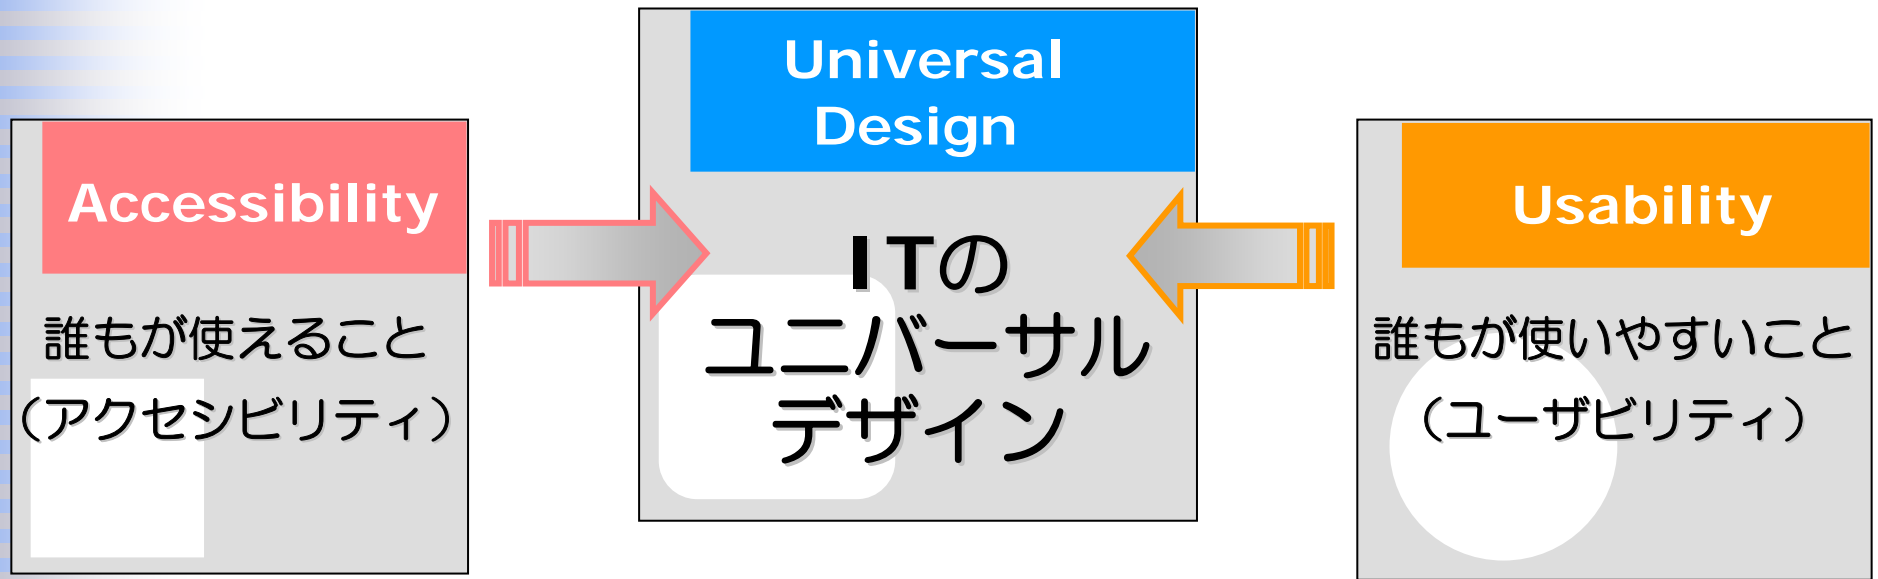 Accessibility
誰もが使えること
（アクセシビリティ）
Universal
Design
ITの
ユニバーサル
デザイン
Usability
誰もが使いやすいこと
（ユーザビリティ）